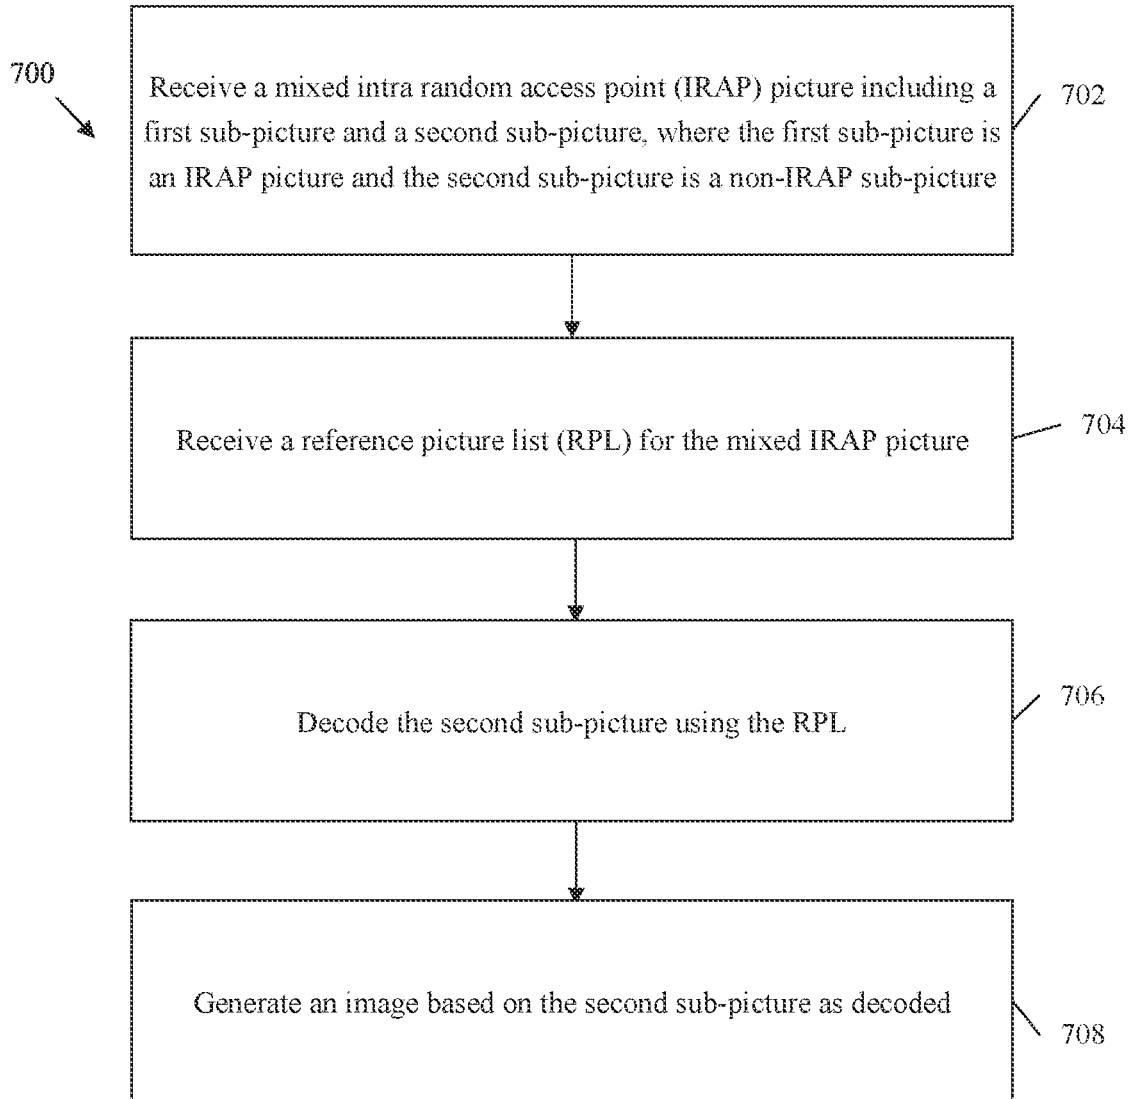 700
Receive a mixed intra random access point (IRAP) picture including a
first sub-picture and a second sub-picture, where the first sub-picture is
an IRAP picture and the second sub-picture is a non-IRAP sub-picture
702
Receive a reference picture list (RPL) for the mixed IRAP picture
704
Decode the second sub-picture using the RPL
706
Generate an image based on the second sub-picture as decoded
708